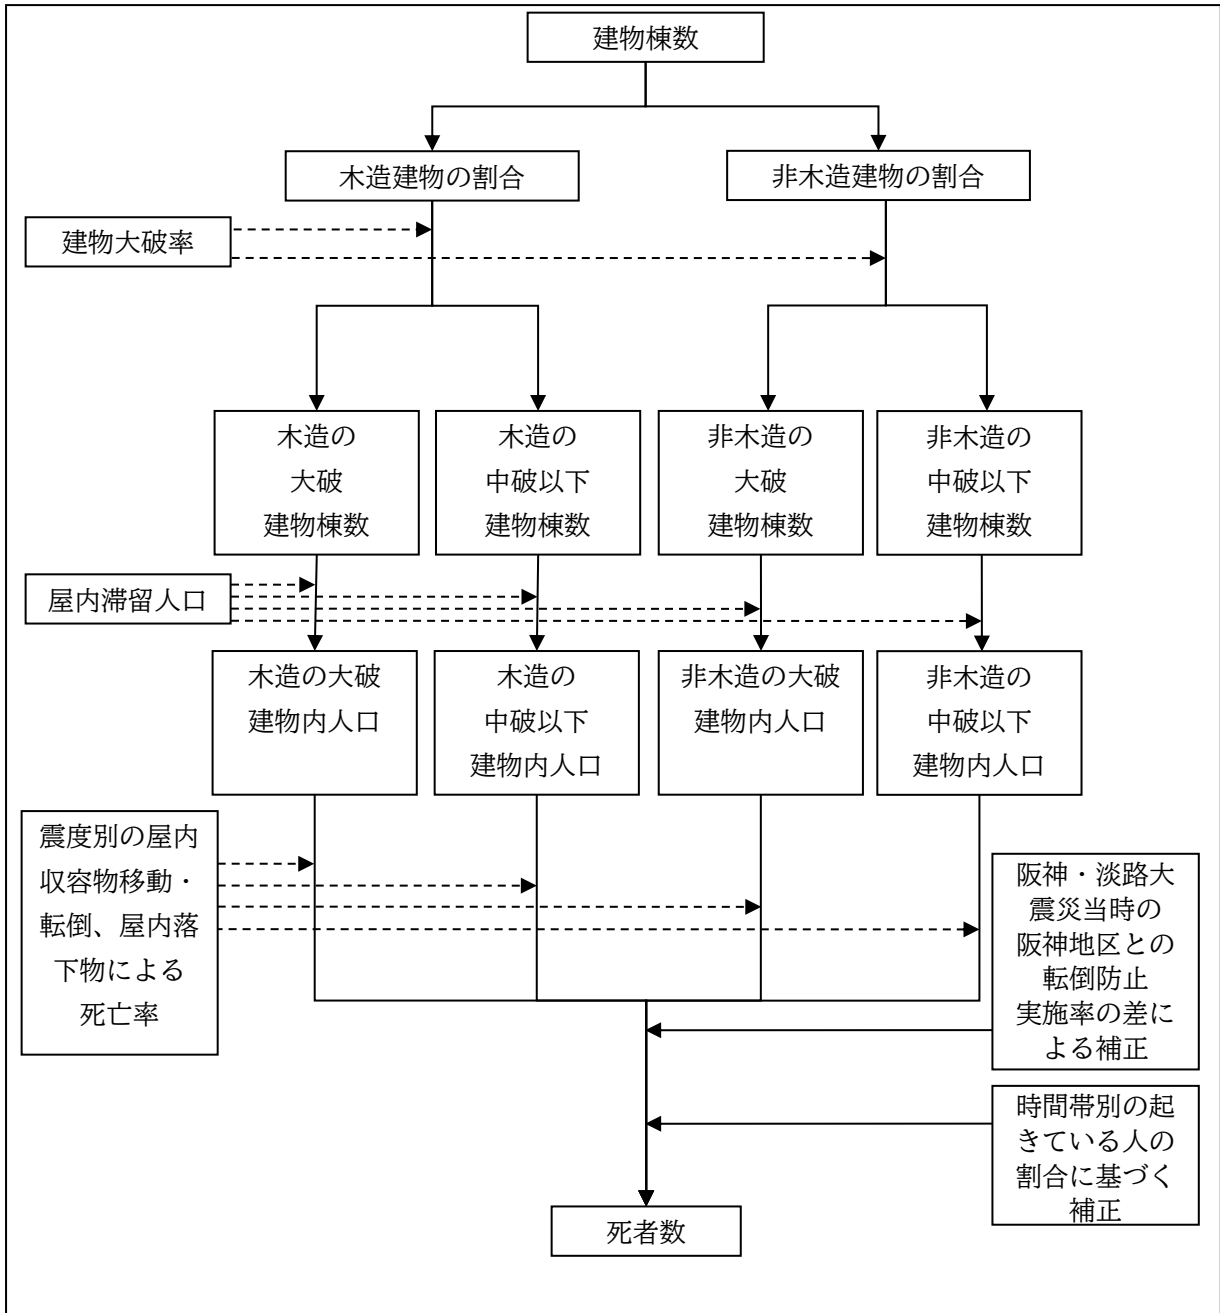 建物棟数
木造建物の割合
非木造建物の割合
建物大破率
木造の
大破
建物棟数
木造の
中破以下
建物棟数
非木造の
大破
建物棟数
非木造の
中破以下
建物棟数
屋内滞留人口
木造の大破
建物内人口
木造の
中破以下
建物内人口
非木造の大破
建物内人口
非木造の
中破以下
建物内人口
震度別の屋内
収容物移動・
転倒、屋内落
下物による
死亡率
阪神・淡路大
震災当時の
阪神地区との
転倒防止
実施率の差に
よる補正
時間帯別の起
きている人の
割合に基づく
補正
死者数